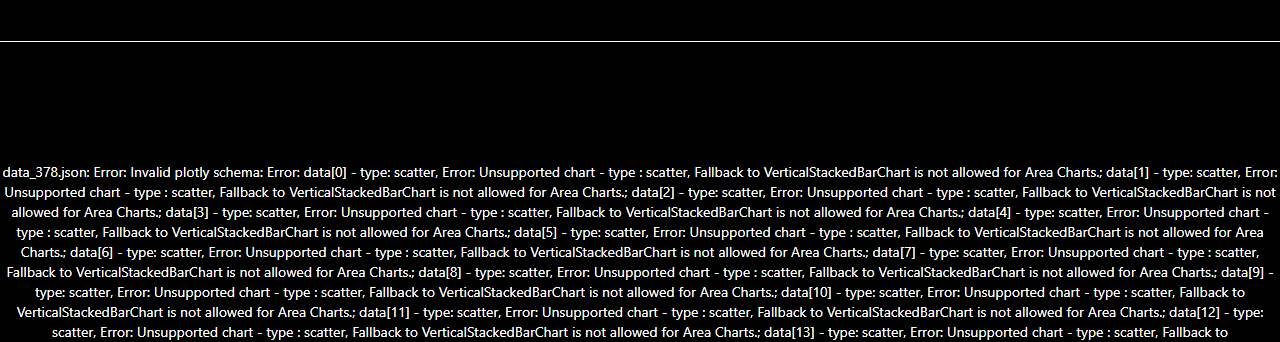 data_378.json: Error: Invalid plotly schema: Error: data[0] - type: scatter, Error: Unsupported chart - type : scatter, Fallback to VerticalStackedBarChart is not allowed for Area Charts.; data[1] - type: scatter, Error:
Unsupported chart - type : scatter, Fallback to VerticalStackedBarChart is not allowed for Area Charts.; data[2] - type: scatter, Error: Unsupported chart - type : scatter, Fallback to VerticalStackedBarChart is not
allowed for Area Charts.; data[3] - type: scatter, Error: Unsupported chart - type : scatter, Fallback to VerticalStackedBarChart is not allowed for Area Charts.; data[4] - type: scatter, Error: Unsupported chart -
type : scatter, Fallback to VerticalStackedBarChart is not allowed for Area Charts.; data[5] - type: scatter, Error: Unsupported chart - type : scatter, Fallback to VerticalStackedBarChart is not allowed for Area
Charts.; data[6] - type: scatter, Error: Unsupported chart - type : scatter, Fallback to VerticalStackedBarChart is not allowed for Area Charts.; data[7] - type: scatter, Error: Unsupported chart - type : scatter,
Fallback to VerticalStackedBarChart is not allowed for Area Charts.; data[8] - type: scatter, Error: Unsupported chart - type : scatter, Fallback to VerticalStackedBarChart is not allowed for Area Charts.; data[9] -
type: scatter, Error: Unsupported chart - type : scatter, Fallback to VerticalStackedBarChart is not allowed for Area Charts.; data[10] - type: scatter, Error: Unsupported chart - type : scatter, Fallback to
VerticalStackedBarChart is not allowed for Area Charts.; data[11] - type: scatter, Error: Unsupported chart - type : scatter, Fallback to VerticalStackedBarChart is not allowed for Area Charts.; data[12] - type:
scatter, Error: Unsupported chart - type : scatter, Fallback to VerticalStackedBarChart is not allowed for Area Charts.; data[13] - type: scatter, Error: Unsupported chart - type : scatter, Fallback to